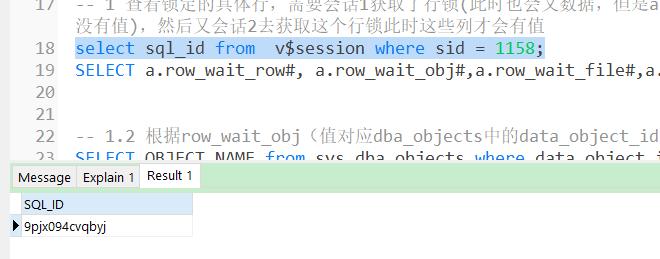 17 -- 1 查看锁定的具体行，需要会话1获取了行锁(此时也会又数据，但是a
没有值)，然后又会话2去获取这个行锁此时这些列才会有值
18 select sql_id from  v$session where sid = 1158;
19 SELECT a.row_wait_row#, a.row_wait_obj#,a.row_wait_file#,a.
20
21
22 -- 1.2 根据row_wait_obj（值对应dba_objects中的data_object_id
23 SELECT OBJECT_NAME from sys.dba_objects where data_object_i
Message Explain 1 Result 1
SQL_ID
9pjx094cvqbyj